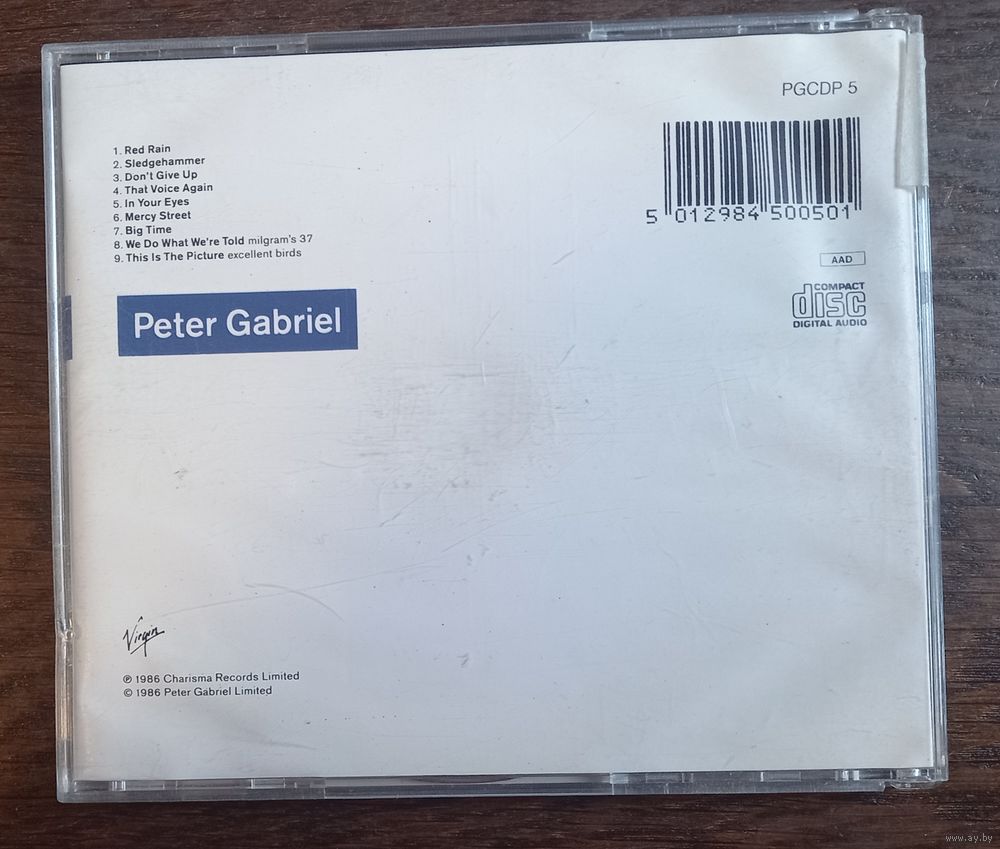 PGCDP 5
1. Red Rain
2. Sledgehammer
3. Don't Give Up
4. That Voice Again
5. In Your Eyes
6. Mercy Street
7. Big Time
8. We Do What We're Told milgram's 37
9. This Is The Picture excellent birds
5 012984 500501
AAD
COMPACT
disc
DIGITAL AUDIO
Peter Gabriel
Virgin
℗ 1986 Charisma Records Limited
© 1986 Peter Gabriel Limited
www.ay.by